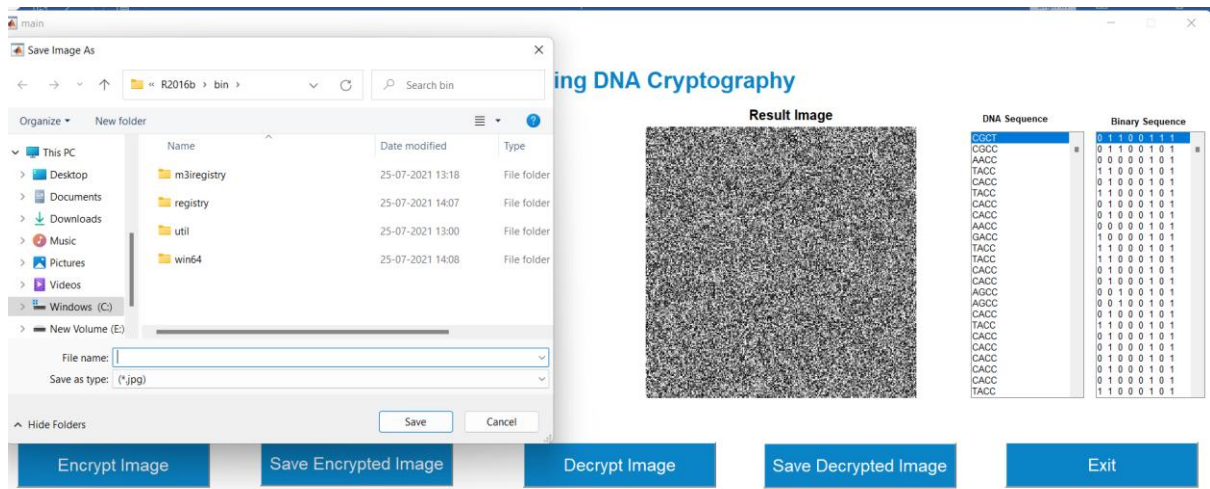 main
Save Image As
« R2016b › bin ›
Search bin
ing DNA Cryptography
Organize
New folder
Name
Date modified
Type
This PC
Desktop
Documents
Downloads
Music
Pictures
Videos
Windows (C:)
New Volume (E:)
m3iregistry 25-07-2021 13:18 File folder
registry 25-07-2021 14:07 File folder
util 25-07-2021 13:00 File folder
win64 25-07-2021 14:08 File folder
File name:
Save as type: (*.jpg)
Hide Folders
Save
Cancel
Result Image
DNA Sequence
CGCT
CGCC
AACC
TACC
CACC
TACC
CACC
CACC
AACC
GACC
TACC
TACC
CACC
CACC
AGCC
AGCC
CACC
TACC
CACC
CACC
CACC
CACC
CACC
TACC
Binary Sequence
0 1 1 0 0 1 1 1
0 1 1 0 0 1 0 1
0 0 0 0 0 1 0 1
1 1 0 0 0 1 0 1
0 1 0 0 0 1 0 1
1 1 0 0 0 1 0 1
0 1 0 0 0 1 0 1
0 1 0 0 0 1 0 1
0 0 0 0 0 1 0 1
1 0 0 0 0 1 0 1
1 1 0 0 0 1 0 1
1 1 0 0 0 1 0 1
0 1 0 0 0 1 0 1
0 1 0 0 0 1 0 1
0 0 1 0 0 1 0 1
0 0 1 0 0 1 0 1
0 1 0 0 0 1 0 1
1 1 0 0 0 1 0 1
0 1 0 0 0 1 0 1
0 1 0 0 0 1 0 1
0 1 0 0 0 1 0 1
0 1 0 0 0 1 0 1
0 1 0 0 0 1 0 1
1 1 0 0 0 1 0 1
Encrypt Image
Save Encrypted Image
Decrypt Image
Save Decrypted Image
Exit